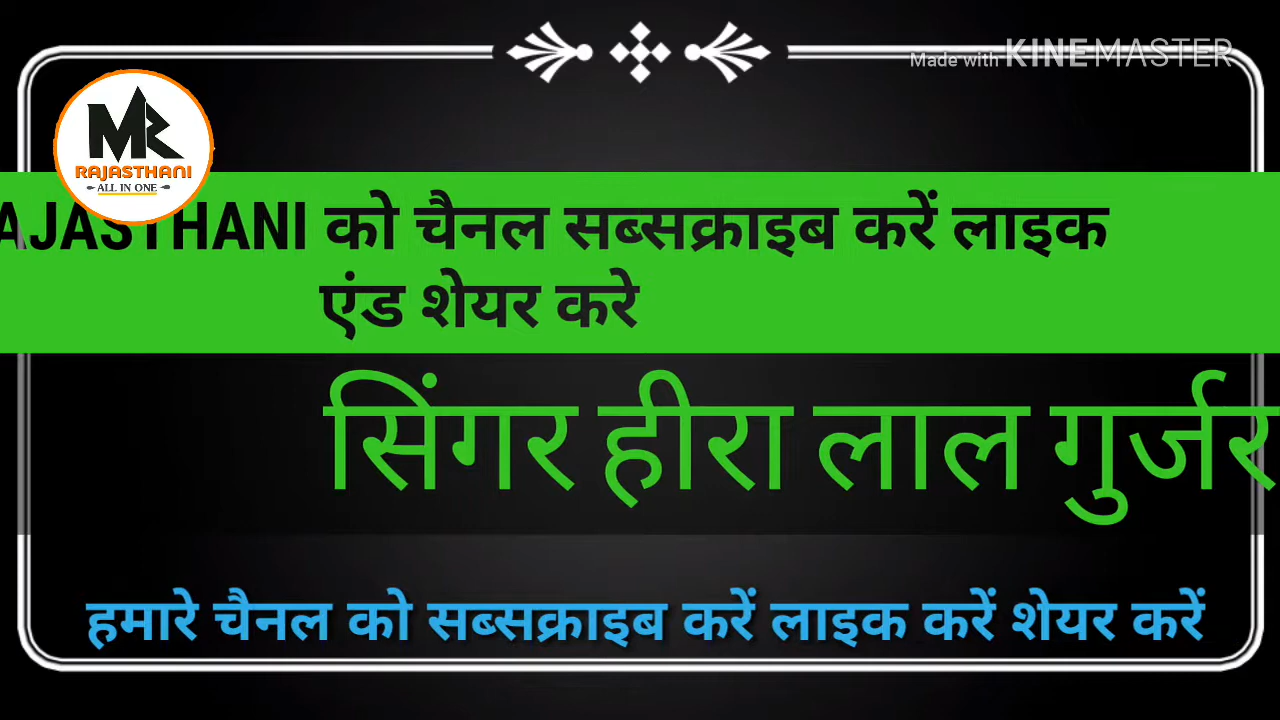 Made with KINEMASTER
MR
RAJASTHANI
ALL IN ONE
AJASTHANI को चैनल सब्सक्राइब करें लाइक
एंड शेयर करे
सिंगर हीरा लाल गुर्जर
हमारे चैनल को सब्सक्राइब करें लाइक करें शेयर करें